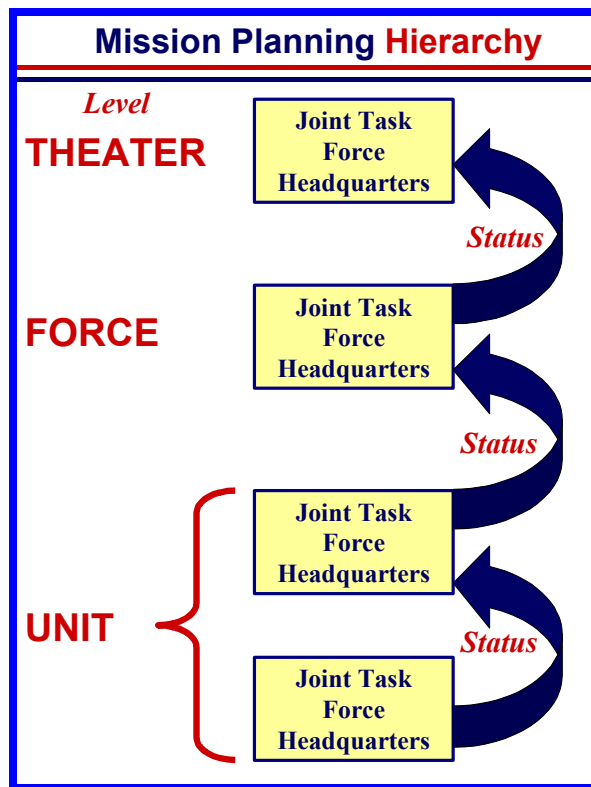 Mission Planning Hierarchy
Level
THEATER
Joint Task
Force
Headquarters
Status
FORCE
Joint Task
Force
Headquarters
Status
UNIT
Joint Task
Force
Headquarters
Status
Joint Task
Force
Headquarters